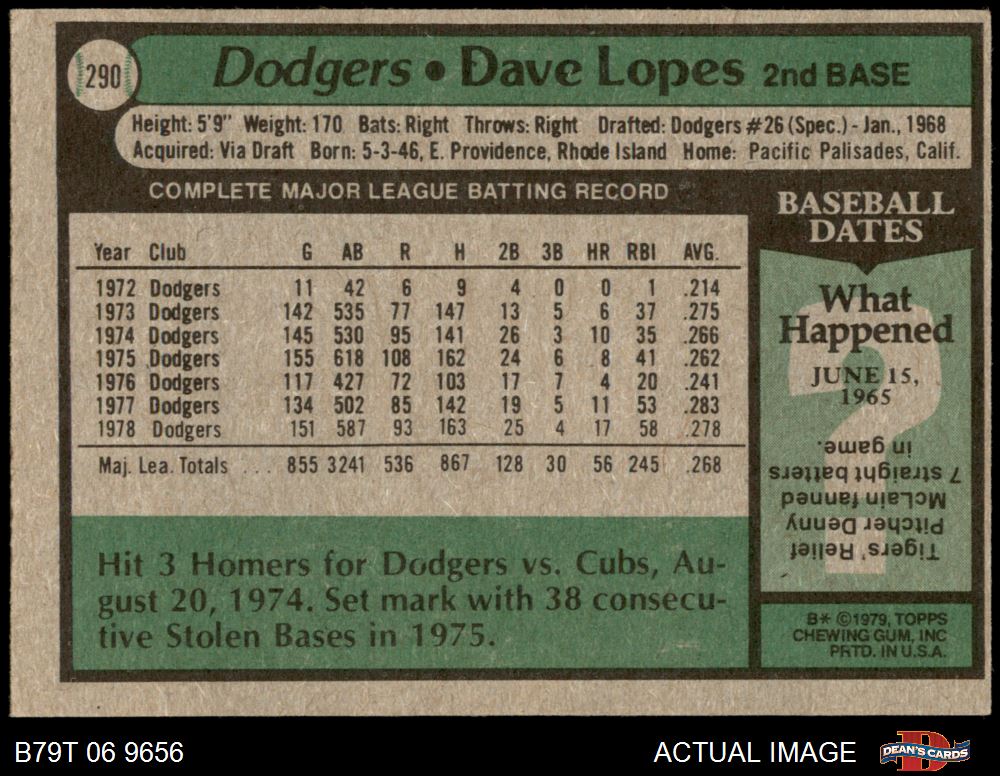 290
Dodgers • Dave Lopes 2nd BASE
Height: 5'9" Weight: 170 Bats: Right Throws: Right Drafted: Dodgers #26 (Spec.) - Jan., 1968
Acquired: Via Draft Born: 5-3-46, E. Providence, Rhode Island Home: Pacific Palisades, Calif.
COMPLETE MAJOR LEAGUE BATTING RECORD
Year Club G AB R H 2B 3B HR RBI AVG.
1972 Dodgers 11 42 6 9 4 0 0 1 .214
1973 Dodgers 142 535 77 147 13 5 6 37 .275
1974 Dodgers 145 530 95 141 26 3 10 35 .266
1975 Dodgers 155 618 108 162 24 6 8 41 .262
1976 Dodgers 117 427 72 103 17 7 4 20 .241
1977 Dodgers 134 502 85 142 19 5 11 53 .283
1978 Dodgers 151 587 93 163 25 4 17 58 .278
Maj. Lea. Totals ... 855 3241 536 867 128 30 56 245 .268
Hit 3 Homers for Dodgers vs. Cubs, Au-
gust 20, 1974. Set mark with 38 consecu-
tive Stolen Bases in 1975.
BASEBALL
DATES
What
Happened
JUNE 15,
1965
Tigers' Relief
Pitcher Denny
McLain fanned
7 straight batters
in game.
B* ©1979, TOPPS
CHEWING GUM, INC
PRTD. IN U.S.A.
B79T 06 9656
ACTUAL IMAGE
DEAN'S CARDS